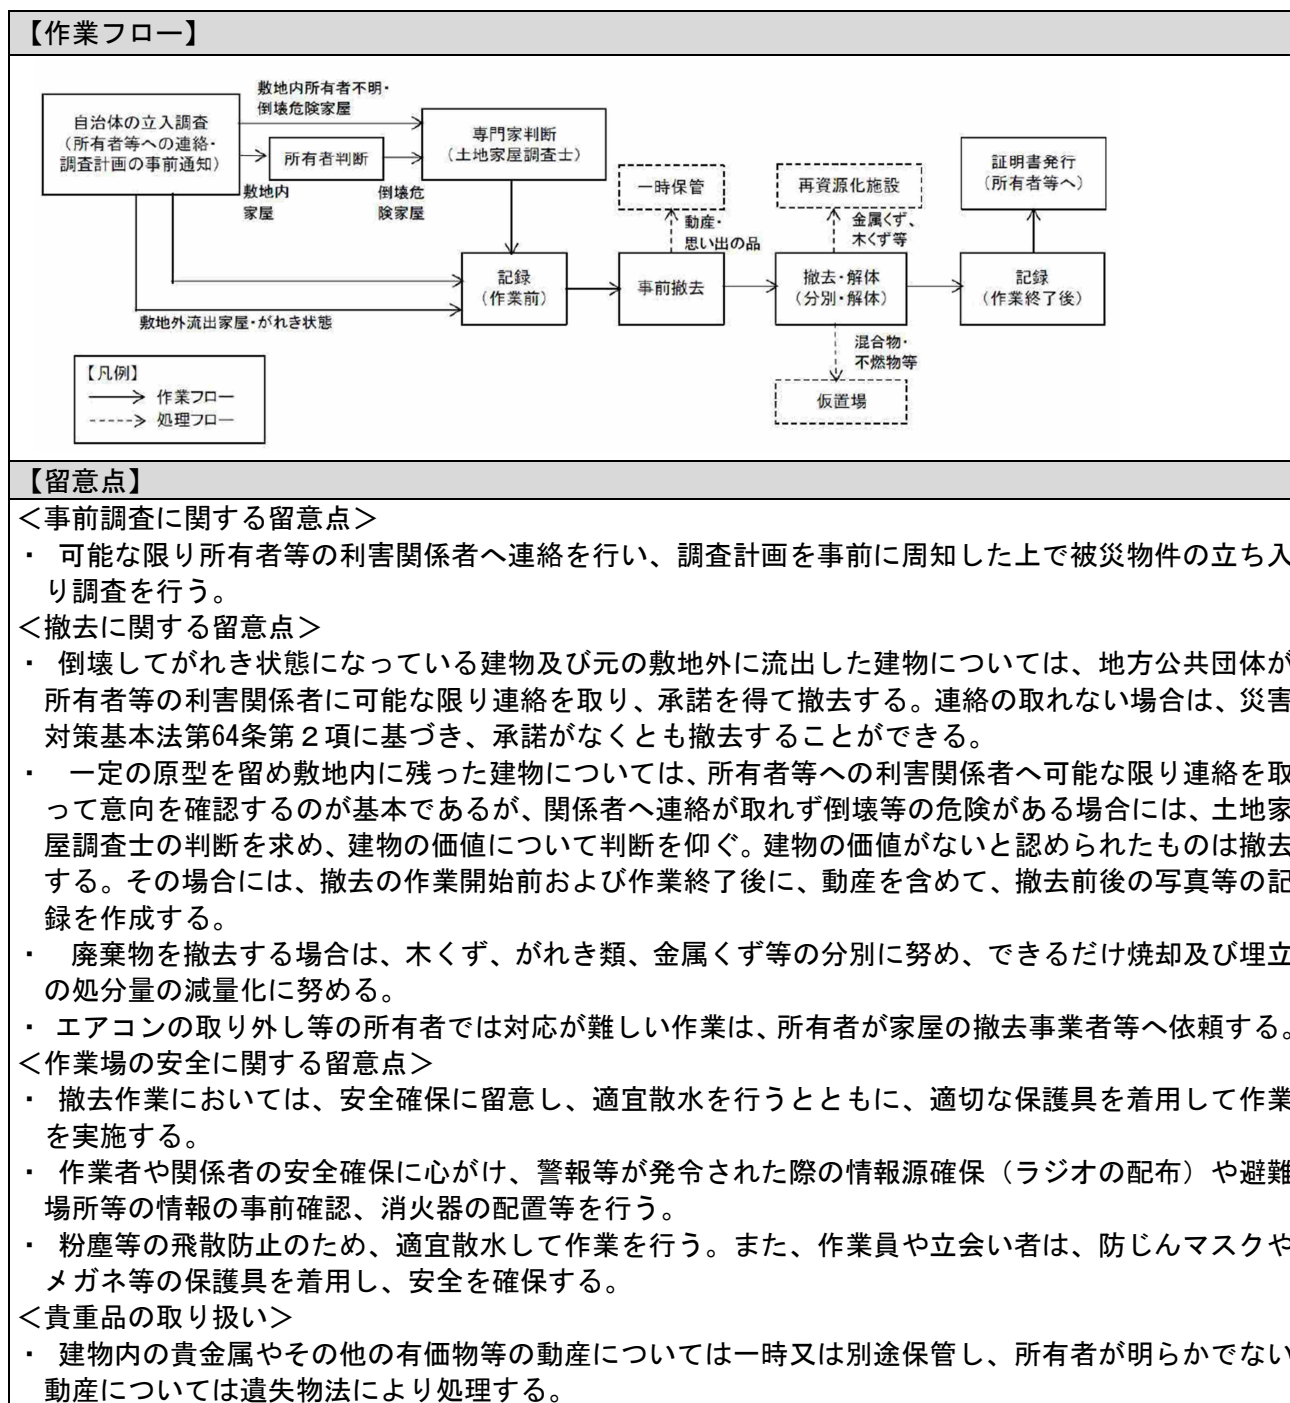 【作業フロー】
敷地内所有者不明・
倒壊危険家屋
自治体の立入調査
（所有者等への連絡・
調査計画の事前通知）
所有者判断
専門家判断
（土地家屋調査士）
敷地内
家屋
倒壊危
険家屋
一時保管
動産・
思い出の品
再資源化施設
金属くず、
木くず等
証明書発行
（所有者等へ）
記録
（作業前）
事前撤去
撤去・解体
（分別・解体）
記録
（作業終了後）
敷地外流出家屋・がれき状態
混合物・
不燃物等
仮置場
【凡例】
作業フロー
処理フロー
【留意点】
＜事前調査に関する留意点＞
・ 可能な限り所有者等の利害関係者へ連絡を行い、調査計画を事前に周知した上で被災物件の立ち入
り調査を行う。
＜撤去に関する留意点＞
・ 倒壊してがれき状態になっている建物及び元の敷地外に流出した建物については、地方公共団体が
所有者等の利害関係者に可能な限り連絡を取り、承諾を得て撤去する。連絡の取れない場合は、災害
対策基本法第64条第２項に基づき、承諾がなくとも撤去することができる。
・ 一定の原型を留め敷地内に残った建物については、所有者等への利害関係者へ可能な限り連絡を取
って意向を確認するのが基本であるが、関係者へ連絡が取れず倒壊等の危険がある場合には、土地家
屋調査士の判断を求め、建物の価値について判断を仰ぐ。建物の価値がないと認められたものは撤去
する。その場合には、撤去の作業開始前および作業終了後に、動産を含めて、撤去前後の写真等の記
録を作成する。
・ 廃棄物を撤去する場合は、木くず、がれき類、金属くず等の分別に努め、できるだけ焼却及び埋立
の処分量の減量化に努める。
・ エアコンの取り外し等の所有者では対応が難しい作業は、所有者が家屋の撤去事業者等へ依頼する。
＜作業場の安全に関する留意点＞
・ 撤去作業においては、安全確保に留意し、適宜散水を行うとともに、適切な保護具を着用して作業
を実施する。
・ 作業者や関係者の安全確保に心がけ、警報等が発令された際の情報源確保（ラジオの配布）や避難
場所等の情報の事前確認、消火器の配置等を行う。
・ 粉塵等の飛散防止のため、適宜散水して作業を行う。また、作業員や立会い者は、防じんマスクや
メガネ等の保護具を着用し、安全を確保する。
＜貴重品の取り扱い＞
・ 建物内の貴金属やその他の有価物等の動産については一時又は別途保管し、所有者が明らかでない
動産については遺失物法により処理する。